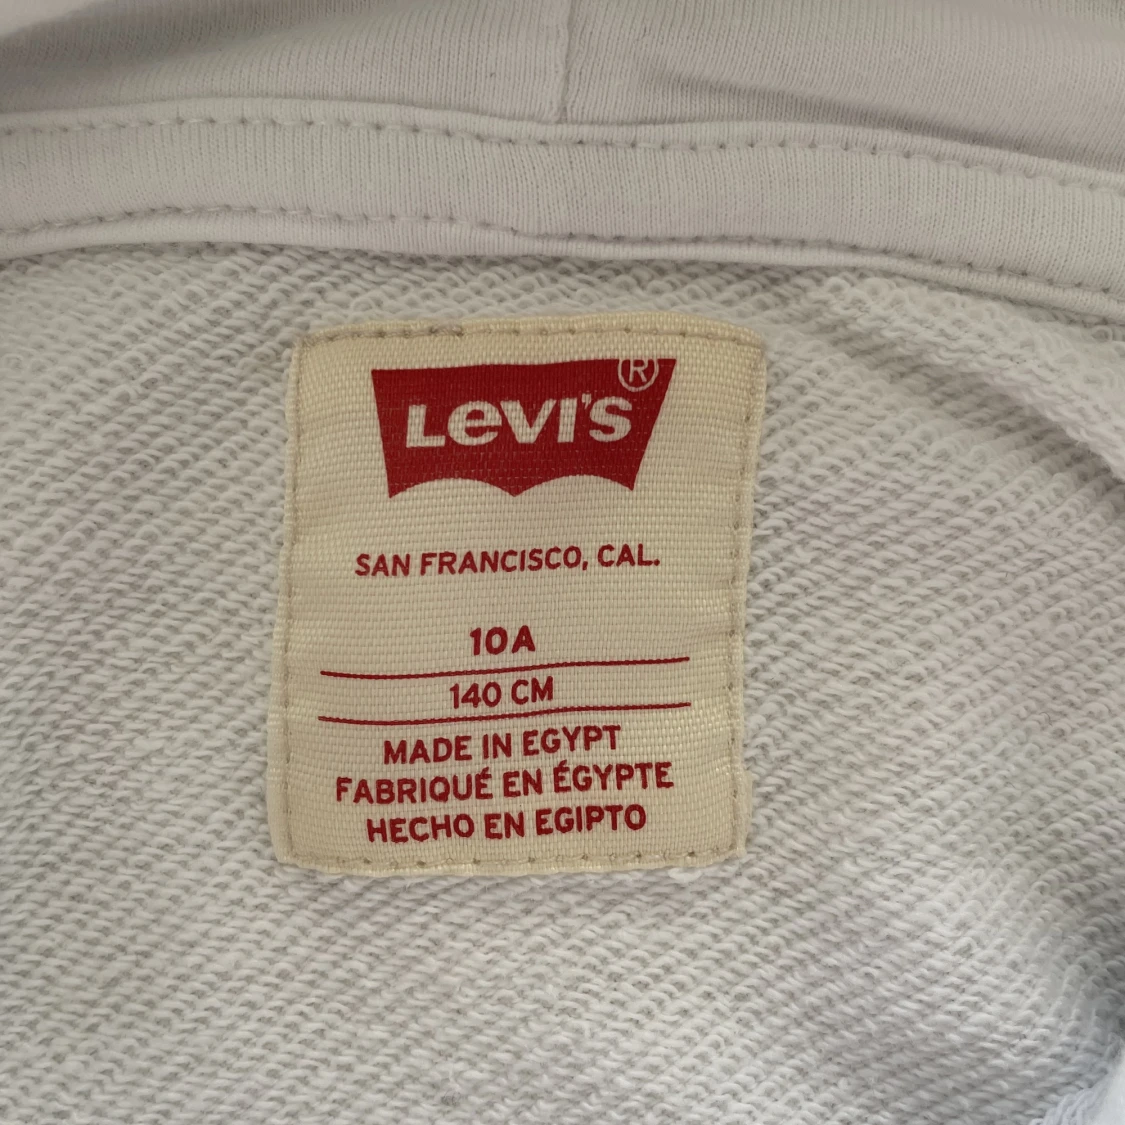 LEVI'S ®
SAN FRANCISCO, CAL.
10A
140 CM
MADE IN EGYPT
FABRIQUÉ EN ÉGYPTE
HECHO EN EGIPTO